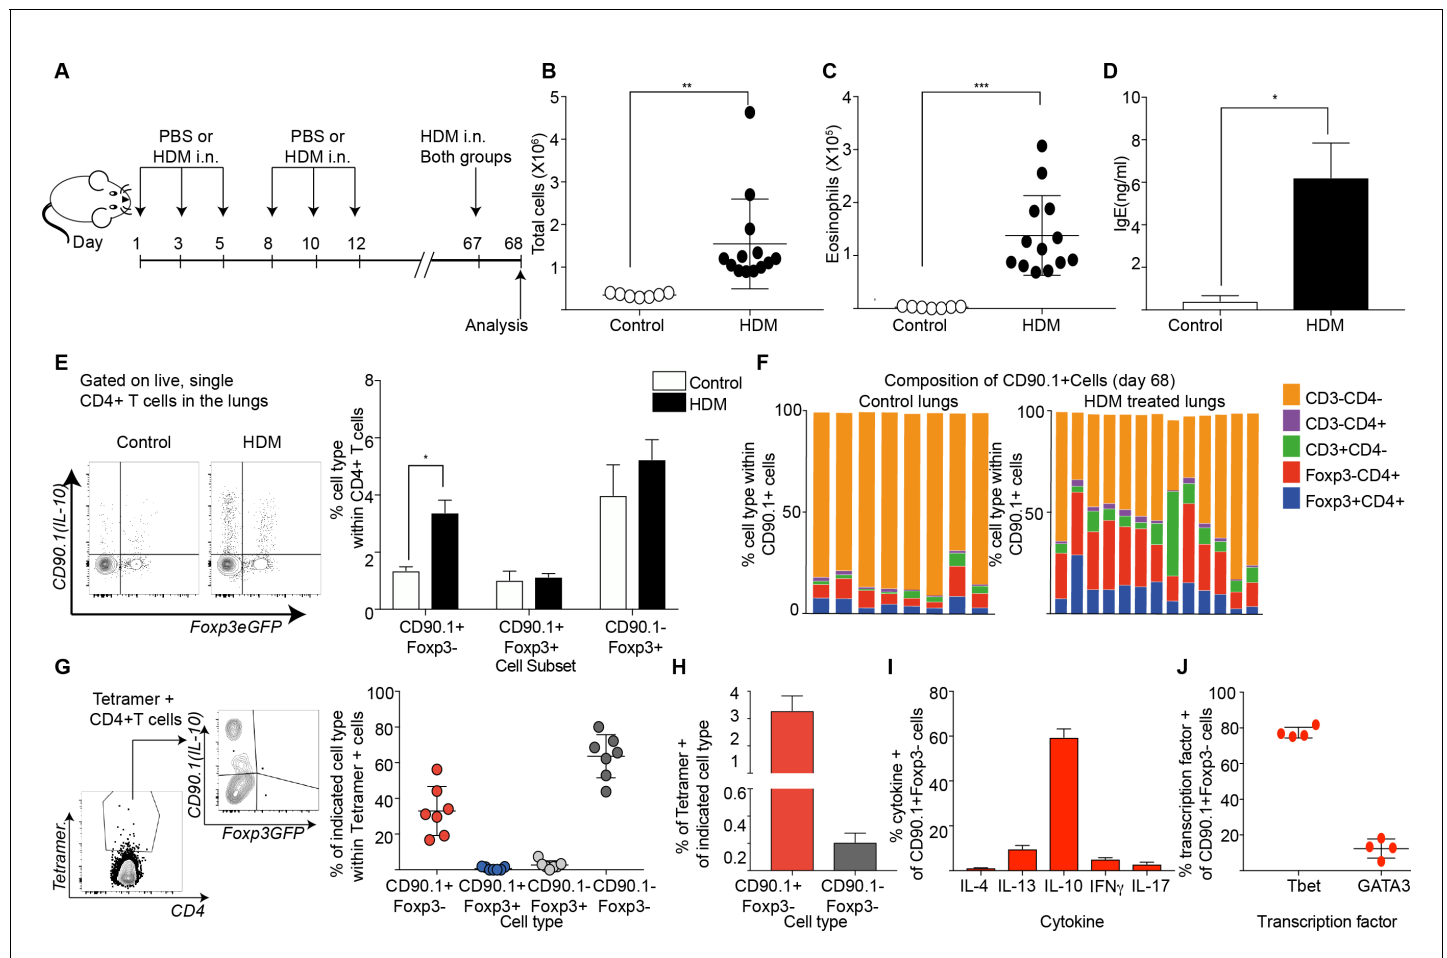 A
PBS or
HDM i.n.
PBS or
HDM i.n.
HDM i.n.
Both groups
Day
1
3
5
8
10
12
67
68
Analysis
B
**
Total cells (X10⁶)
5
4
3
2
1
Control
HDM
C
***
Eosinophils (X10⁵)
4
3
2
1
Control
HDM
D
*
IgE(ng/ml)
10
8
6
4
2
Control
HDM
E
Gated on live, single
CD4+ T cells in the lungs
Control
HDM
CD90.1(IL-10)
Foxp3eGFP
% cell type
within CD4+ T cells
8
6
4
2
0
*
Control
HDM
CD90.1+
Foxp3-
CD90.1+
Foxp3+
CD90.1-
Foxp3+
Cell Subset
F
Composition of CD90.1+Cells (day 68)
Control lungs
HDM treated lungs
% cell type within
CD90.1+ cells
100
50
0
% cell type within
CD90.1+ cells
100
50
0
CD3-CD4-
CD3-CD4+
CD3+CD4-
Foxp3-CD4+
Foxp3+CD4+
G
Tetramer +
CD4+T cells
Tetramer
CD4
CD90.1(IL-10)
Foxp3GFP
% of indicated cell type
within Tetramer + cells
100
80
60
40
20
CD90.1+
Foxp3-
CD90.1+
Foxp3+
CD90.1-
Foxp3+
CD90.1-
Foxp3-
Cell type
H
% of Tetramer +
of indicated cell type
4
3
2
1
0.6
0.4
0.2
CD90.1+
Foxp3-
CD90.1-
Foxp3-
Cell type
I
% cytokine +
of CD90.1+Foxp3- cells
80
60
40
20
IL-4
IL-13
IL-10
IFNγ
IL-17
Cytokine
J
% transcription factor +
of CD90.1+Foxp3- cells
100
80
60
40
20
Tbet
GATA3
Transcription factor